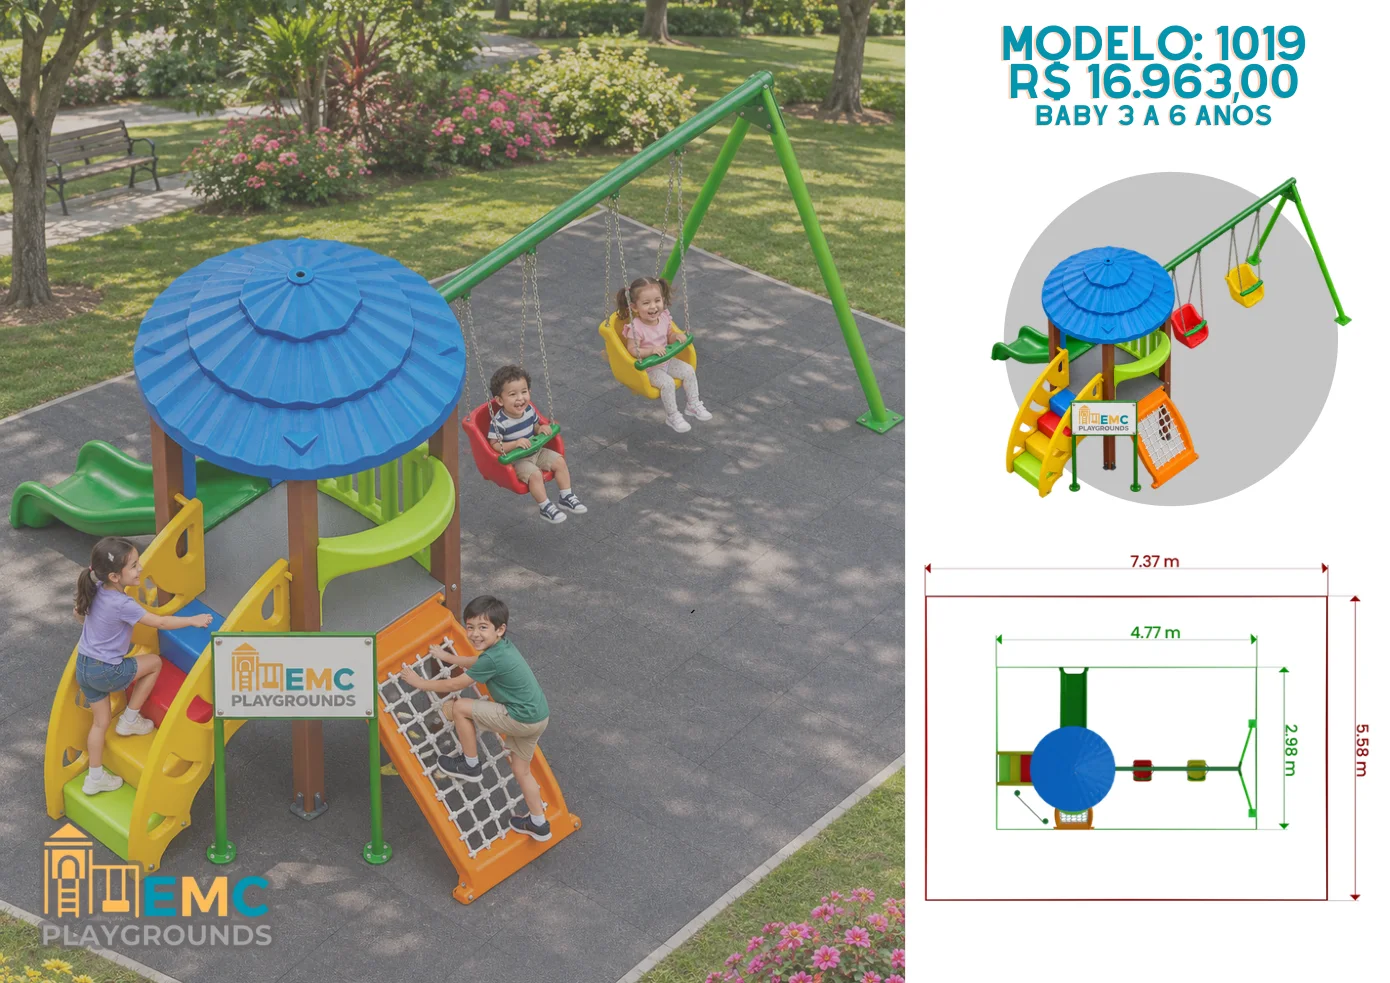 MODELO: 1019
R$ 16.963,00
BABY 3 A 6 ANOS
EMC
PLAYGROUNDS
EMC
PLAYGROUNDS
EMC
PLAYGROUNDS
7.37 m
4.77 m
2.98 m
5.58 m